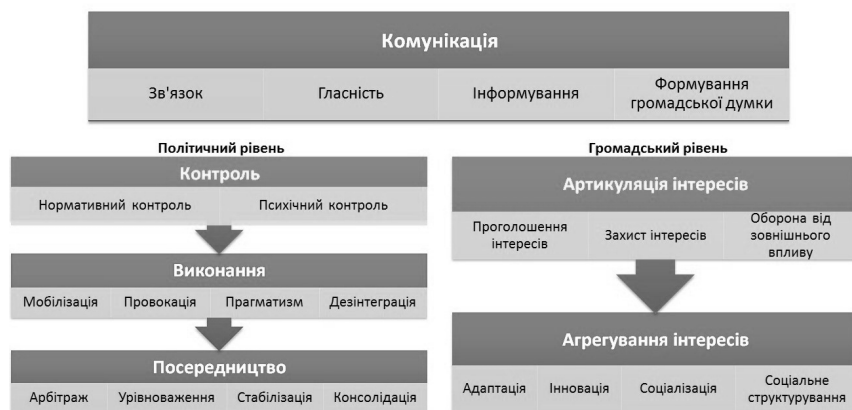 Комунікація
Зв'язок
Гласність
Інформування
Формування
громадської думки
Політичний рівень
Контроль
Нормативний контроль
Психічний контроль
Виконання
Мобілізація
Провокація
Прагматизм
Дезінтеграція
Посередництво
Арбітраж
Урівноваження
Стабілізація
Консолідація
Громадський рівень
Артикуляція інтересів
Проголошення
інтересів
Захист інтересів
Оборона від
зовнішнього
впливу
Агрегування інтересів
Адаптація
Інновація
Соціалізація
Соціальне
структурування